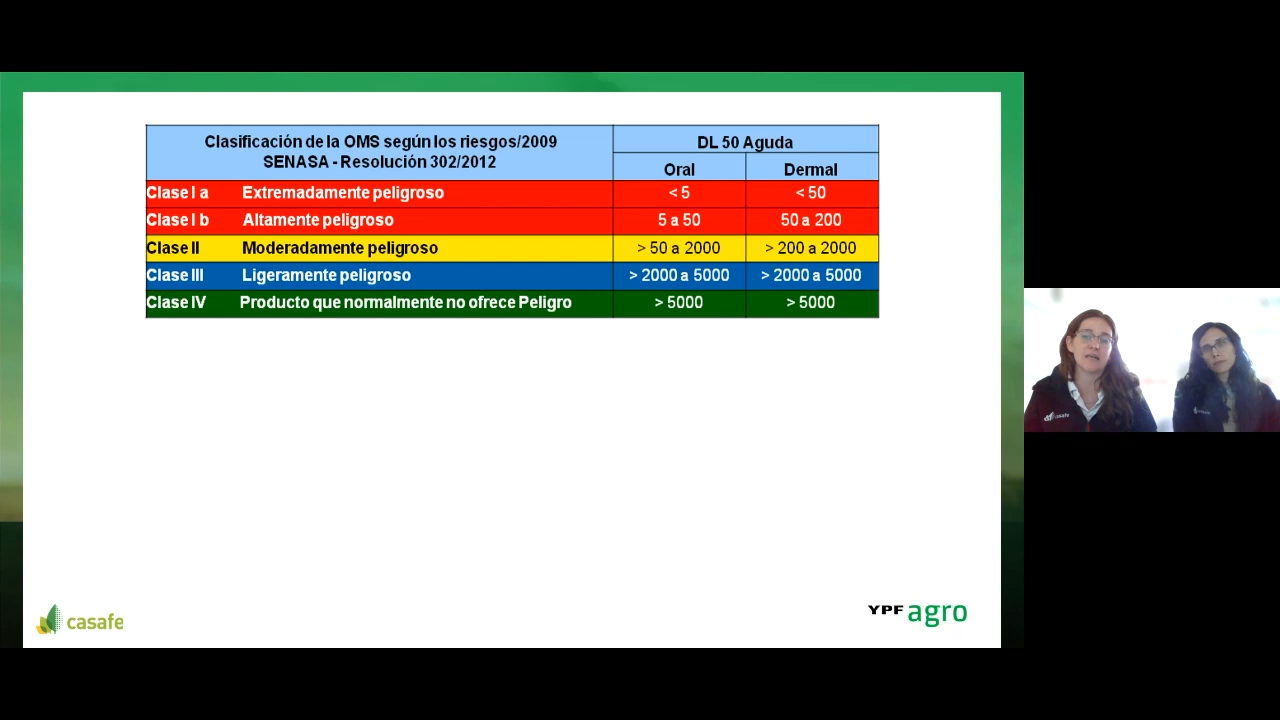 Clasificación de la OMS según los riesgos/2009
SENASA - Resolución 302/2012
DL 50 Aguda
Oral Dermal
Clase I a Extremadamente peligroso < 5 < 50
Clase I b Altamente peligroso 5 a 50 50 a 200
Clase II Moderadamente peligroso > 50 a 2000 > 200 a 2000
Clase III Ligeramente peligroso > 2000 a 5000 > 2000 a 5000
Clase IV Producto que normalmente no ofrece Peligro > 5000 > 5000
casafe
YPF agro
casafe